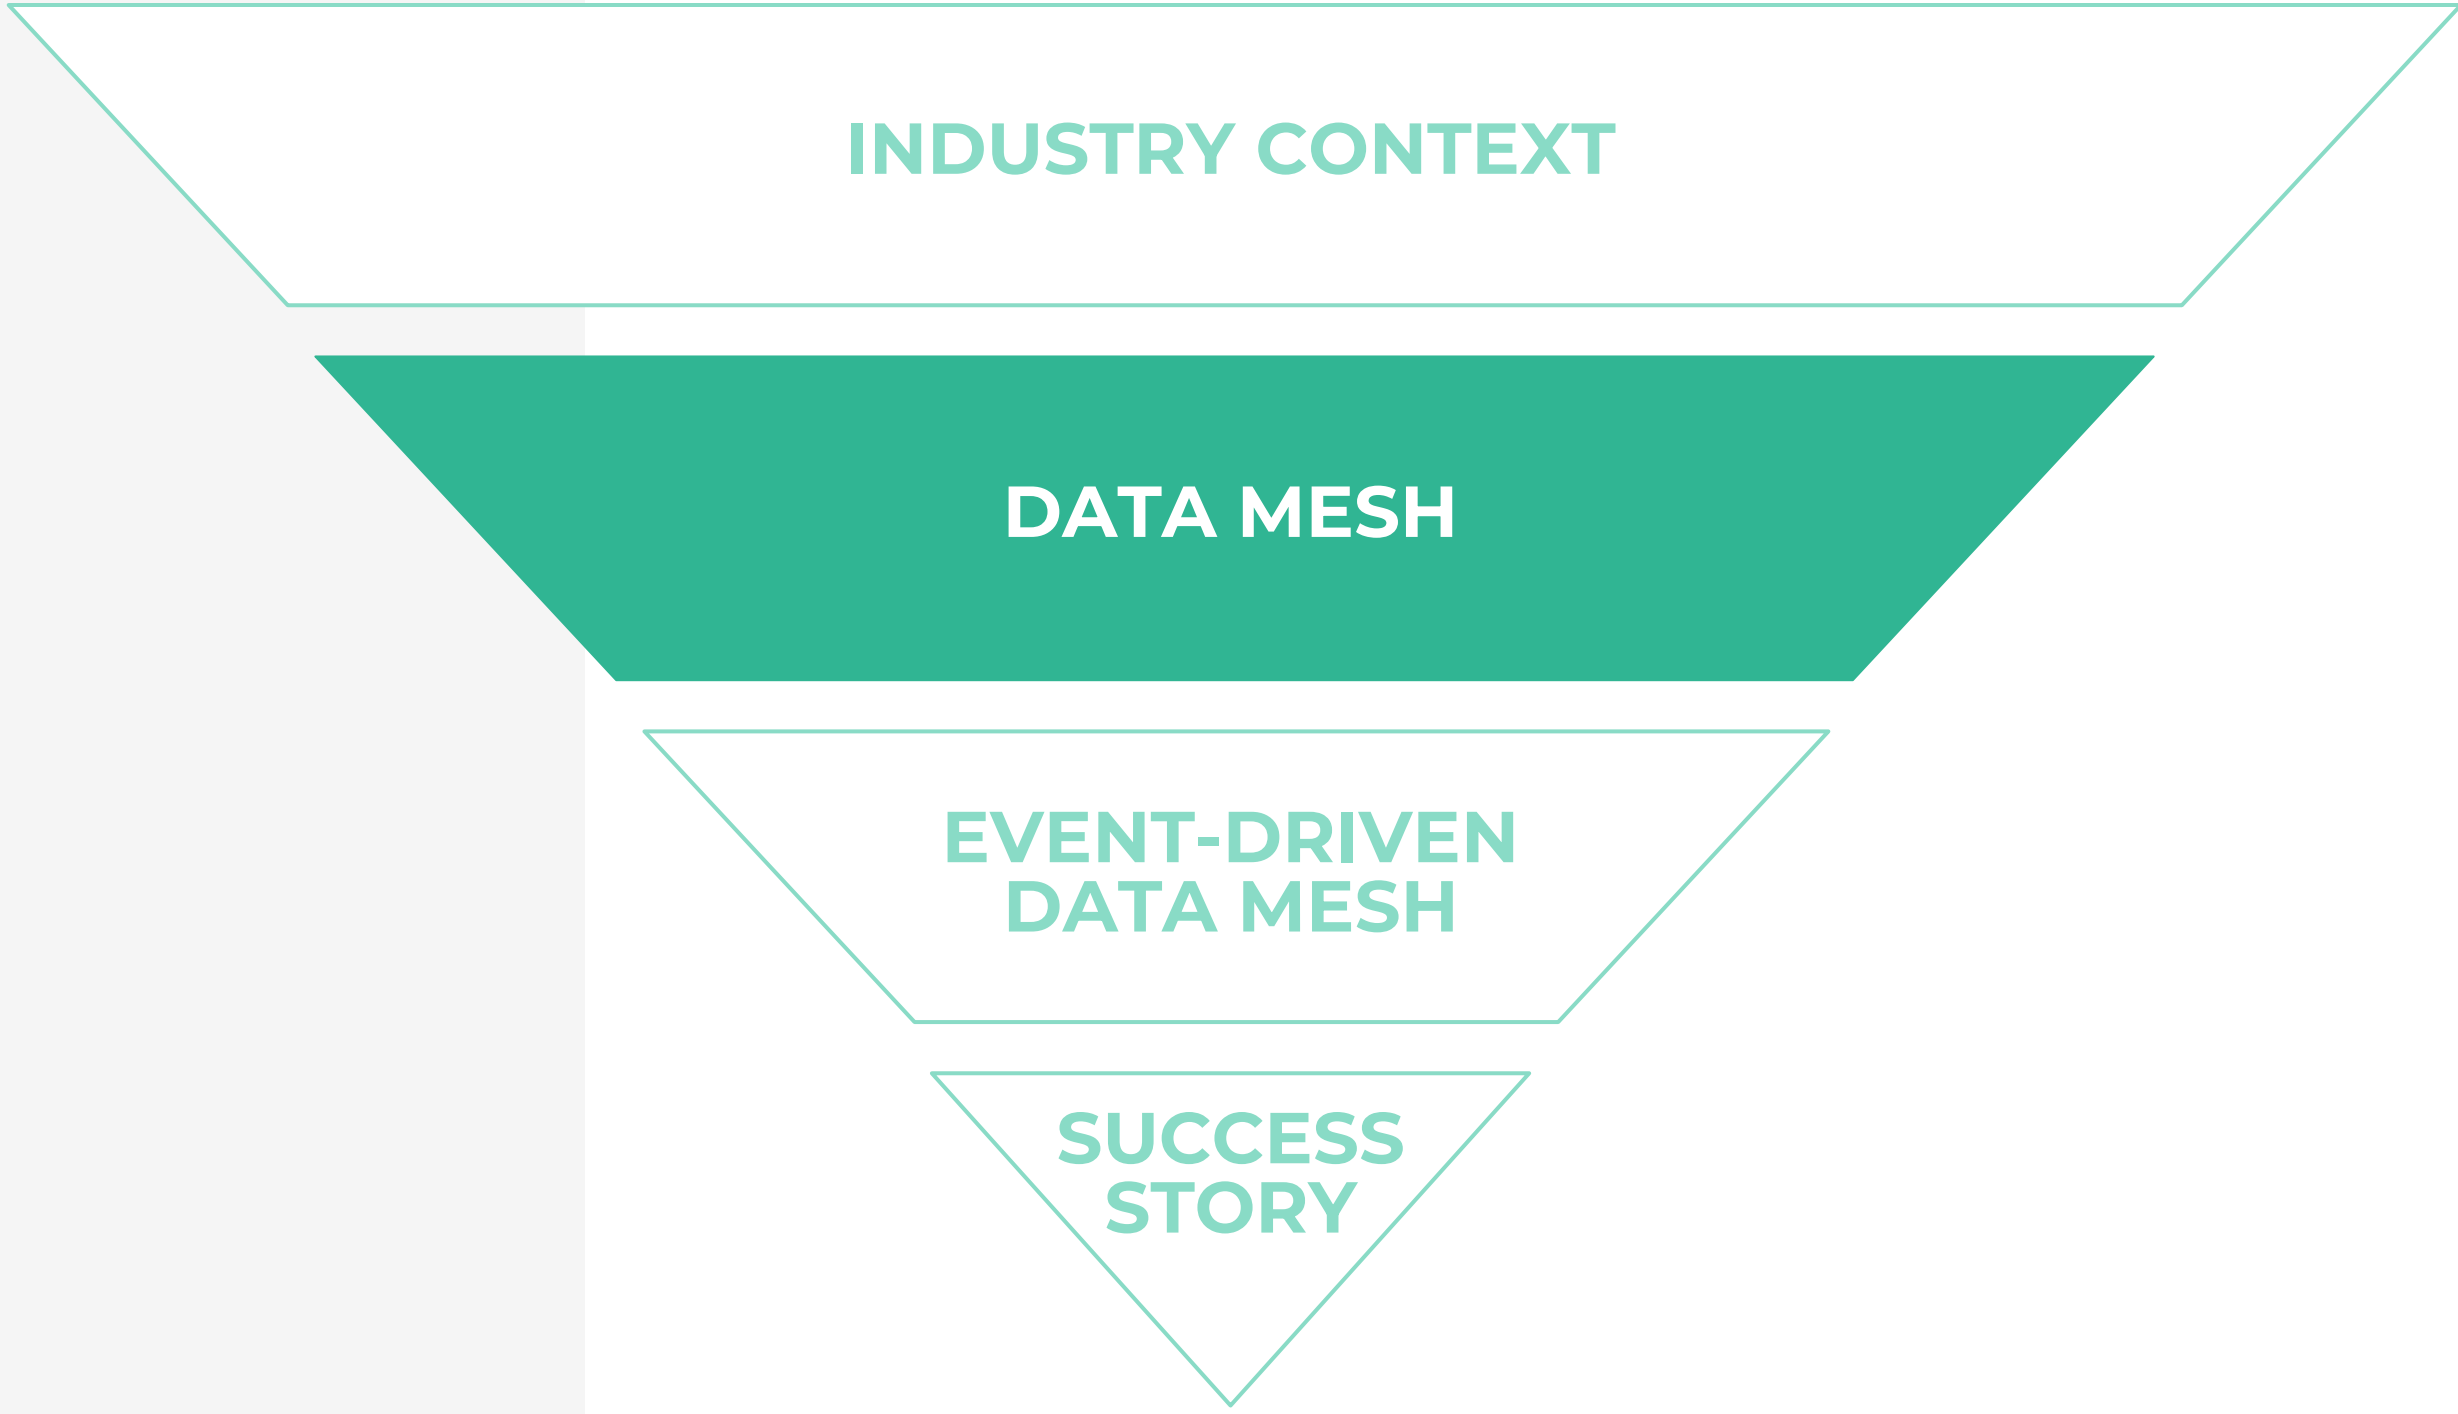 INDUSTRY CONTEXT
DATA MESH
EVENT-DRIVEN
DATA MESH
SUCCESS
STORY